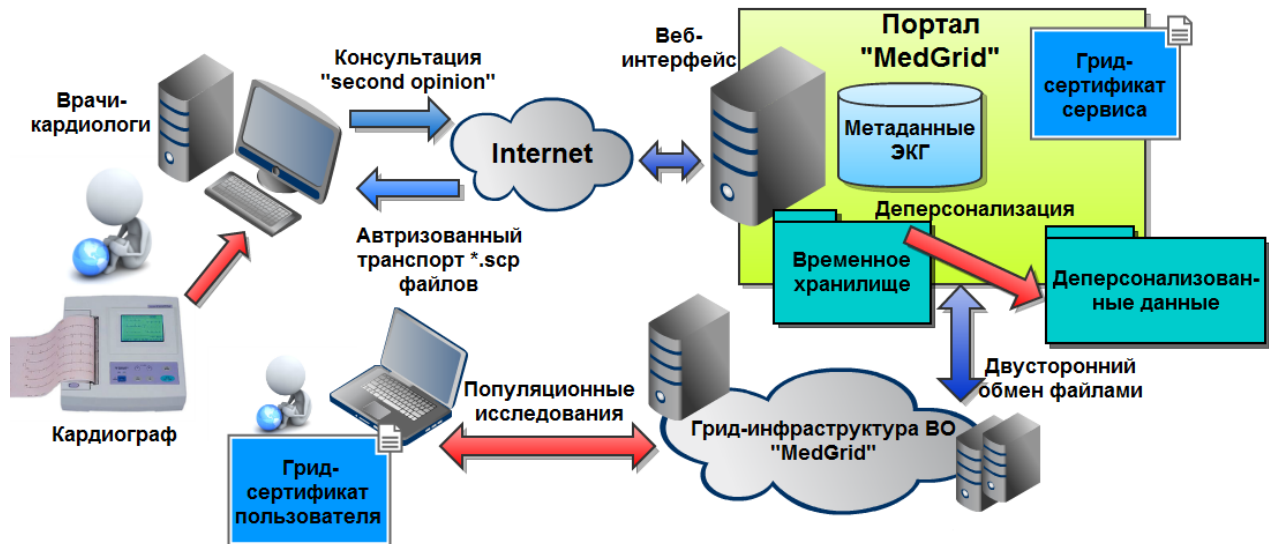 Врачи-
кардиологи
Консультация
"second opinion"
Internet
Автризованный
транспорт *.scp
файлов
Кардиограф
Веб-
интерфейс
Портал
"MedGrid"
Метаданные
ЭКГ
Грид-
сертификат
сервиса
Деперсонализация
Временное
хранилище
Деперсонализован-
ные данные
Двусторонний
обмен файлами
Популяционные
исследования
Грид-инфраструктура ВО
"MedGrid"
Грид-
сертификат
пользователя